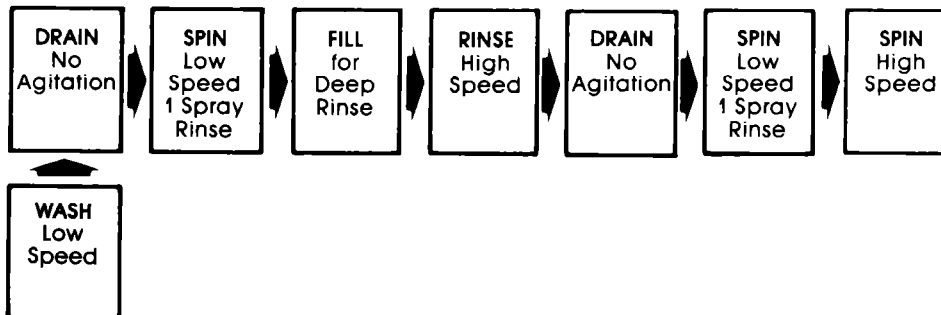 DRAIN
No
Agitation
SPIN
Low
Speed
1 Spray
Rinse
FILL
for
Deep
Rinse
RINSE
High
Speed
DRAIN
No
Agitation
SPIN
Low
Speed
1 Spray
Rinse
SPIN
High
Speed
WASH
Low
Speed